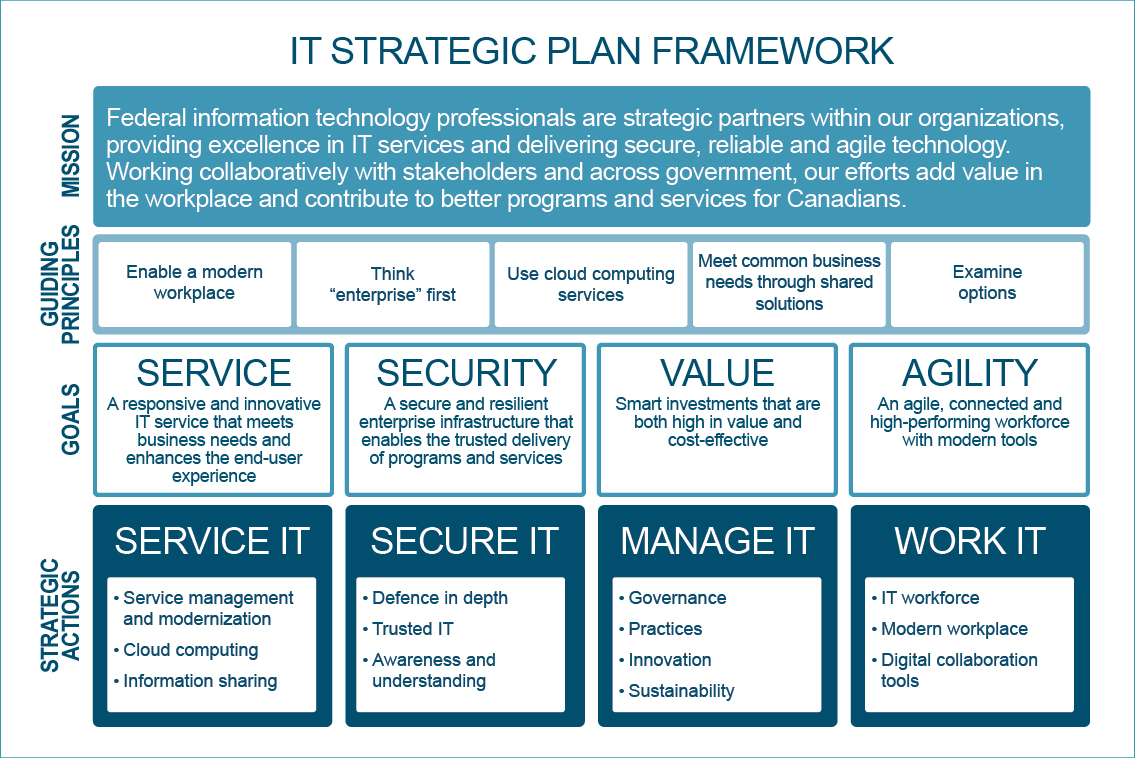 IT STRATEGIC PLAN FRAMEWORK
MISSION
Federal information technology professionals are strategic partners within our organizations,
providing excellence in IT services and delivering secure, reliable and agile technology.
Working collaboratively with stakeholders and across government, our efforts add value in
the workplace and contribute to better programs and services for Canadians.
GUIDING
PRINCIPLES
Enable a modern
workplace
Think
“enterprise” first
Use cloud computing
services
Meet common business
needs through shared
solutions
Examine
options
GOALS
SERVICE
A responsive and innovative
IT service that meets
business needs and
enhances the end-user
experience
SECURITY
A secure and resilient
enterprise infrastructure that
enables the trusted delivery
of programs and services
VALUE
Smart investments that are
both high in value and
cost-effective
AGILITY
An agile, connected and
high-performing workforce
with modern tools
STRATEGIC
ACTIONS
SERVICE IT
• Service management
and modernization
• Cloud computing
• Information sharing
SECURE IT
• Defence in depth
• Trusted IT
• Awareness and
understanding
MANAGE IT
• Governance
• Practices
• Innovation
• Sustainability
WORK IT
• IT workforce
• Modern workplace
• Digital collaboration
tools